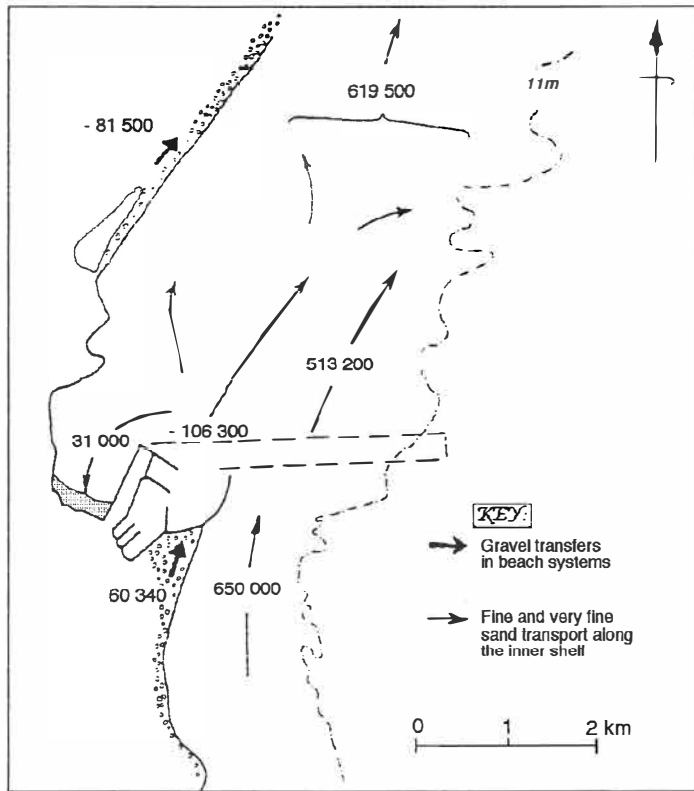 11m
619 500
- 81 500
513 200
- 106 300
31 000
KEY:
Gravel transfers
in beach systems
60 340
650 000
Fine and very fine
sand transport along
the inner shelf
0 1 2 km